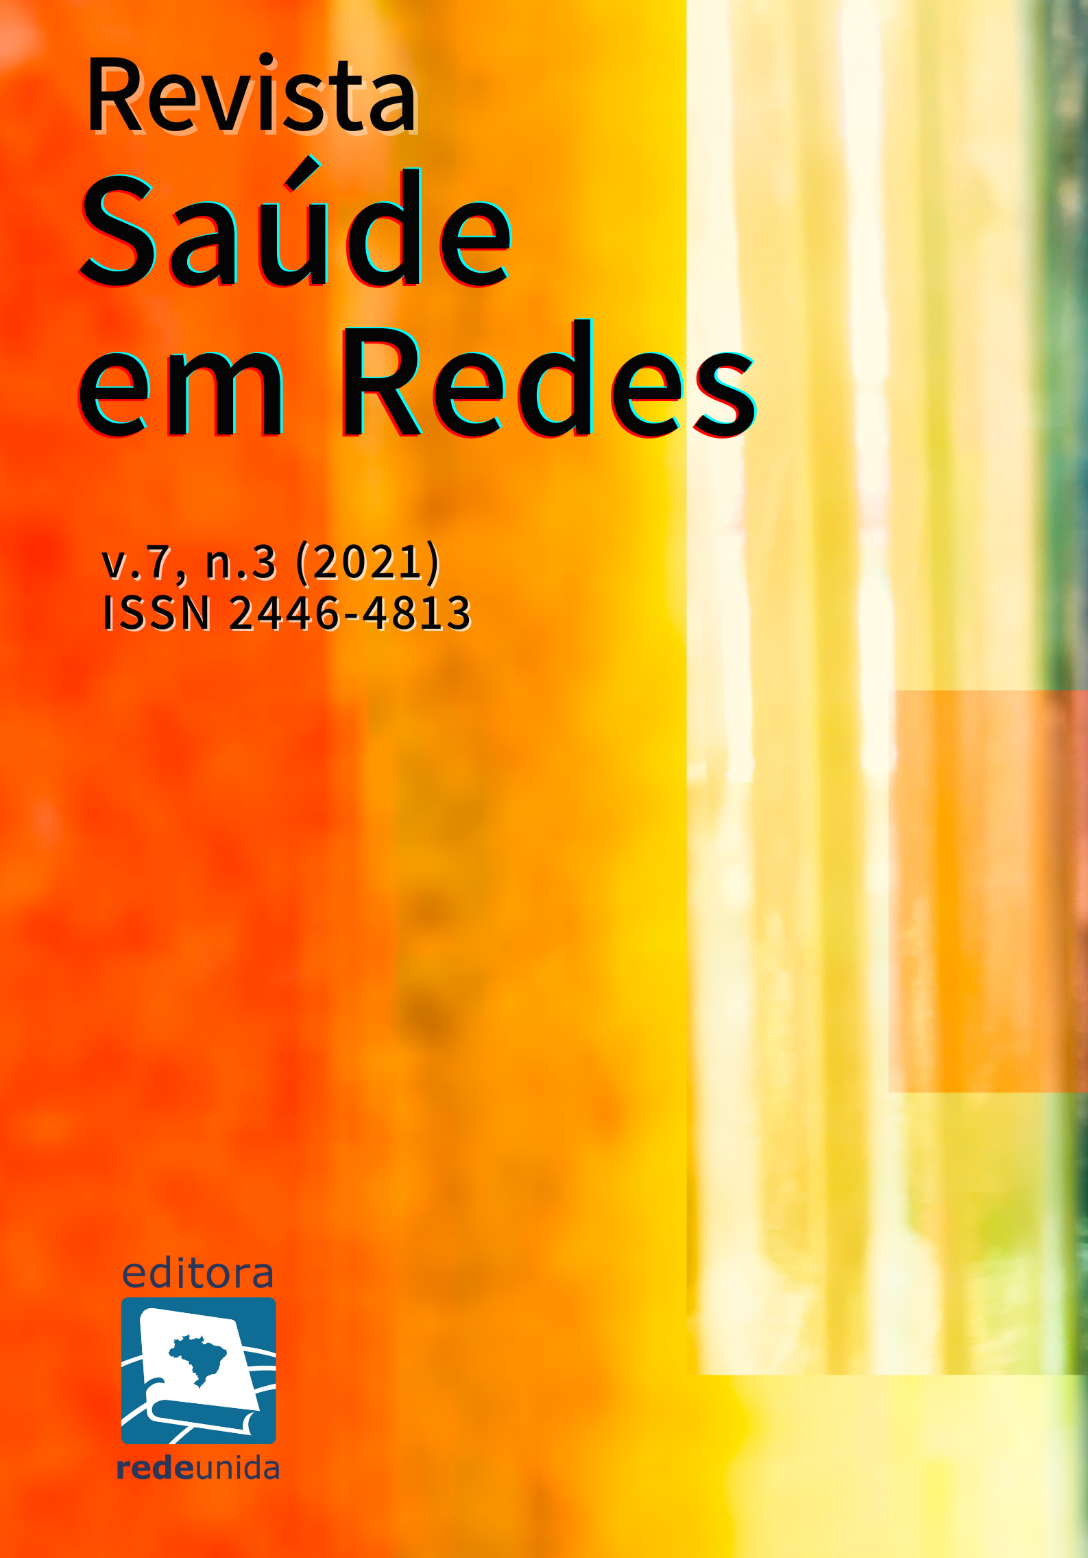 Revista
Saúde
em Redes
v.7, n.3 (2021)
ISSN 2446-4813
editora
redeunida